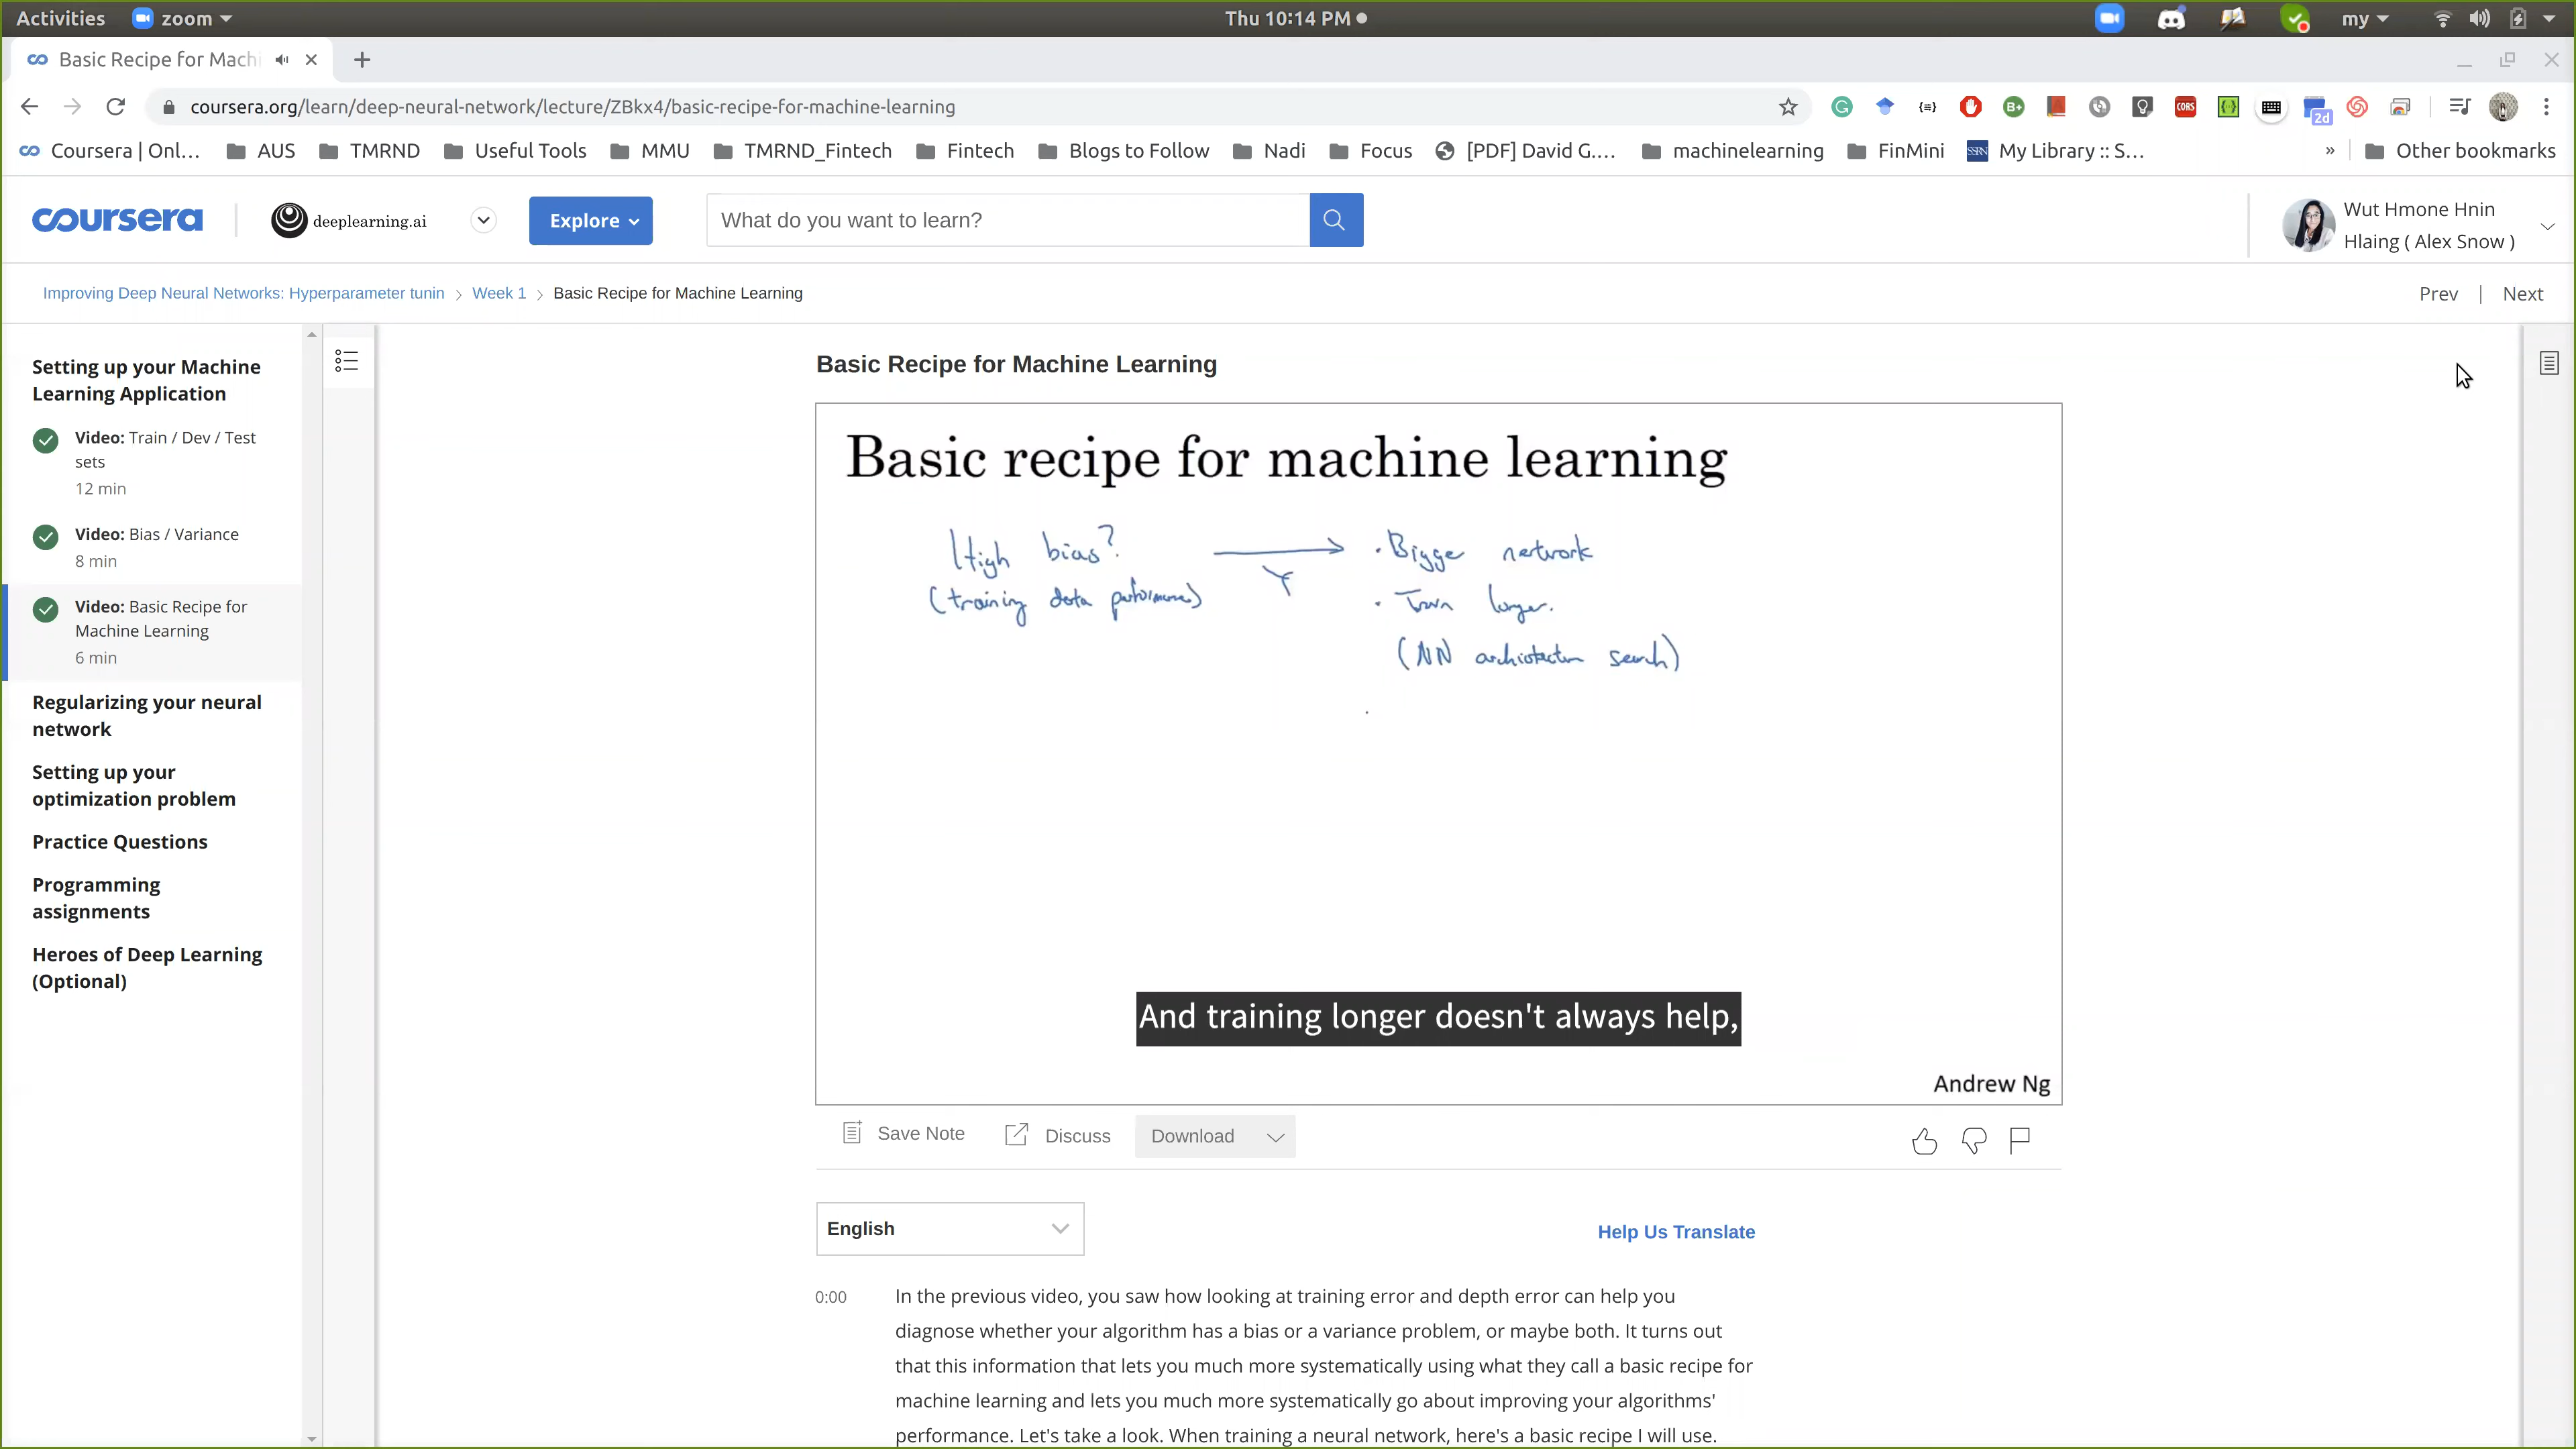 Activities zoom Thu 10:14 PM my
Basic Recipe for Machi
coursera.org/learn/deep-neural-network/lecture/ZBkx4/basic-recipe-for-machine-learning
2d
CORS
B+
Coursera | Onl... AUS TMRND Useful Tools MMU TMRND_Fintech Fintech Blogs to Follow Nadi Focus [PDF] David G.... machinelearning FinMini SSRN My Library :: S... » Other bookmarks
coursera deeplearning.ai Explore What do you want to learn?
Wut Hmone Hnin
Hlaing ( Alex Snow )
Improving Deep Neural Networks: Hyperparameter tunin > Week 1 > Basic Recipe for Machine Learning Prev | Next
Setting up your Machine
Learning Application
Video: Train / Dev / Test
sets
12 min
Video: Bias / Variance
8 min
Video: Basic Recipe for
Machine Learning
6 min
Regularizing your neural
network
Setting up your
optimization problem
Practice Questions
Programming
assignments
Heroes of Deep Learning
(Optional)
Basic Recipe for Machine Learning
Basic recipe for machine learning
High bias? Y · Bigge network
(training data performance) · Train longer.
(NN architecture search)
And training longer doesn't always help,
Andrew Ng
Save Note Discuss Download
English Help Us Translate
0:00 In the previous video, you saw how looking at training error and depth error can help you
diagnose whether your algorithm has a bias or a variance problem, or maybe both. It turns out
that this information that lets you much more systematically using what they call a basic recipe for
machine learning and lets you much more systematically go about improving your algorithms'
performance. Let's take a look. When training a neural network, here's a basic recipe I will use.